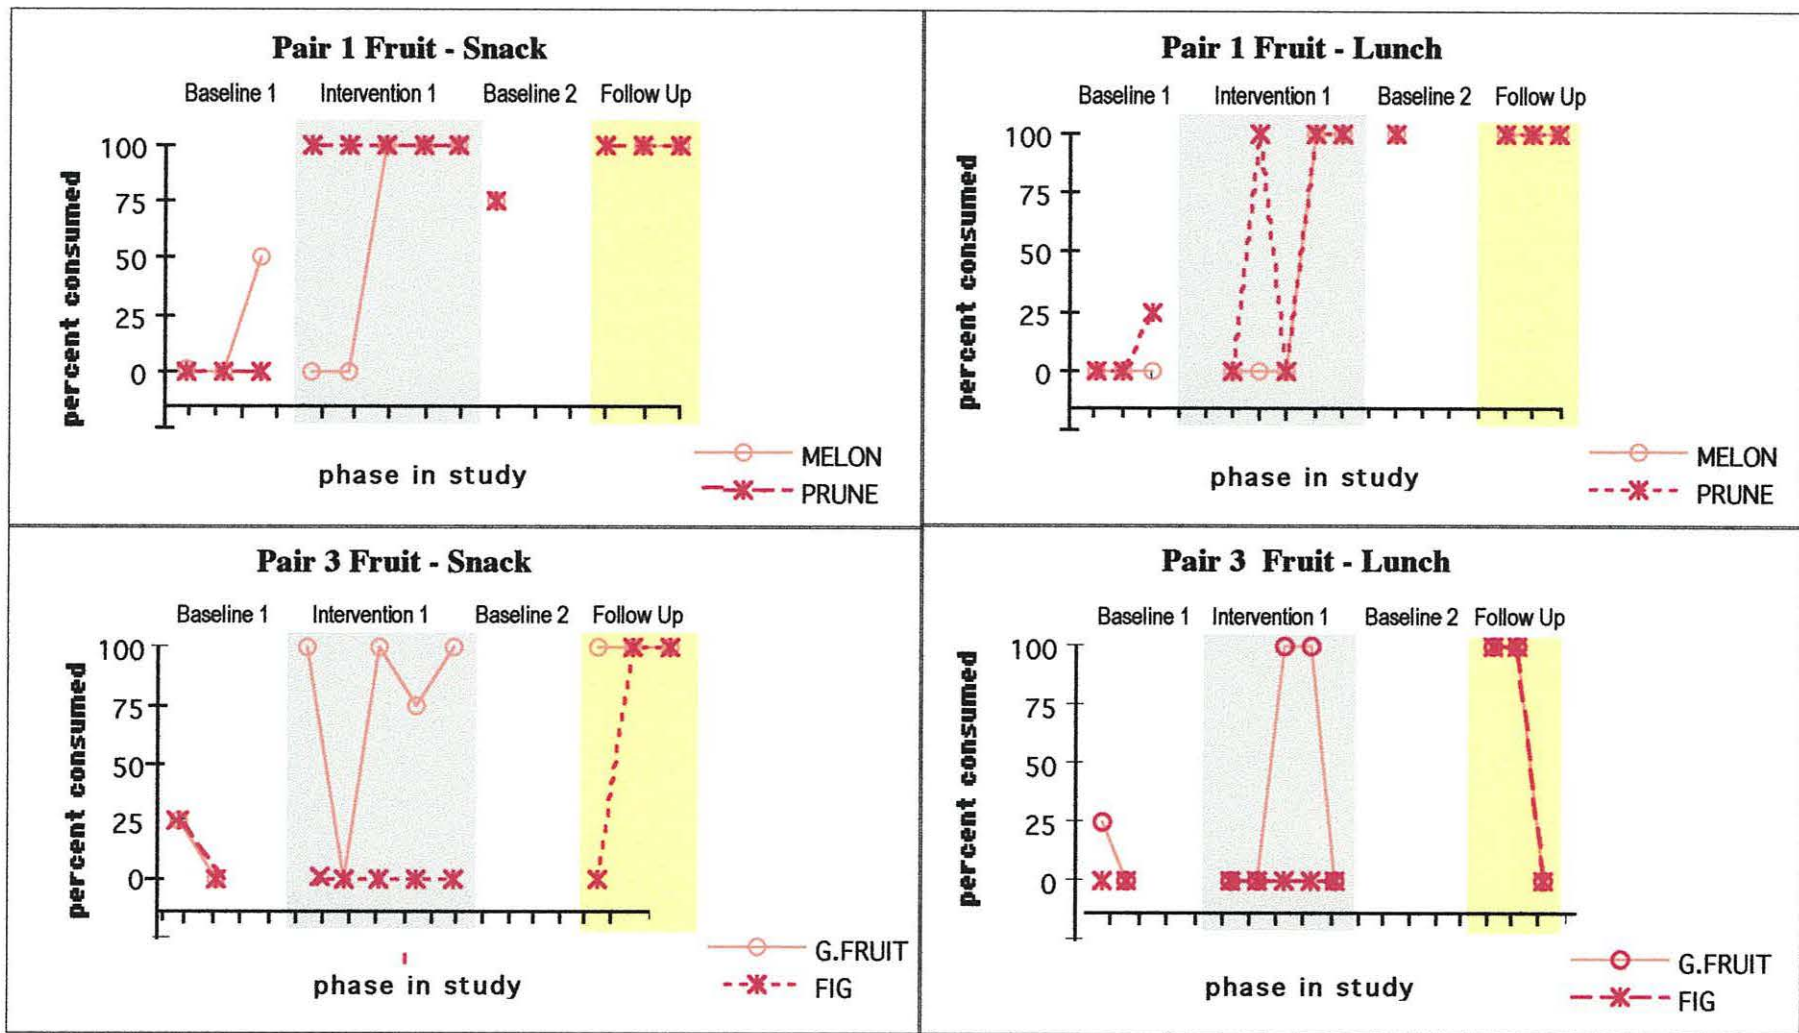 Pair 1 Fruit - Snack
Baseline 1 Intervention 1 Baseline 2 Follow Up
100
75
50
25
0
percent consumed
phase in study
MELON
PRUNE
Pair 1 Fruit - Lunch
Baseline 1 Intervention 1 Baseline 2 Follow Up
100
75
50
25
0
percent consumed
phase in study
MELON
PRUNE
Pair 3 Fruit - Snack
Baseline 1 Intervention 1 Baseline 2 Follow Up
100
75
50
25
0
percent consumed
phase in study
G.FRUIT
FIG
Pair 3 Fruit - Lunch
Baseline 1 Intervention 1 Baseline 2 Follow Up
100
75
50
25
0
percent consumed
phase in study
G.FRUIT
FIG